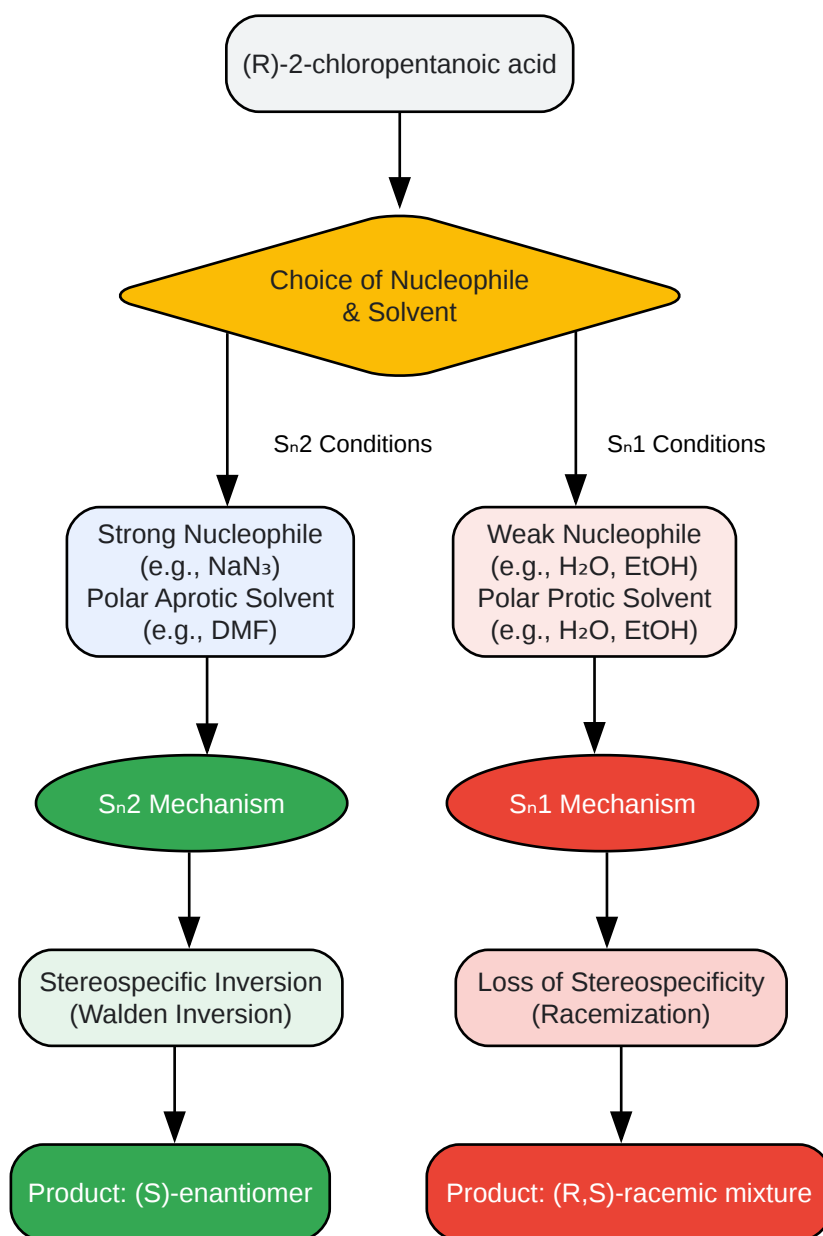 (R)-2-chloropentanoic acid
Choice of Nucleophile
& Solvent
Sₙ2 Conditions
Sₙ1 Conditions
Strong Nucleophile
(e.g., NaN₃)
Polar Aprotic Solvent
(e.g., DMF)
Weak Nucleophile
(e.g., H₂O, EtOH)
Polar Protic Solvent
(e.g., H₂O, EtOH)
Sₙ2 Mechanism
Sₙ1 Mechanism
Stereospecific Inversion
(Walden Inversion)
Loss of Stereospecificity
(Racemization)
Product: (S)-enantiomer
Product: (R,S)-racemic mixture